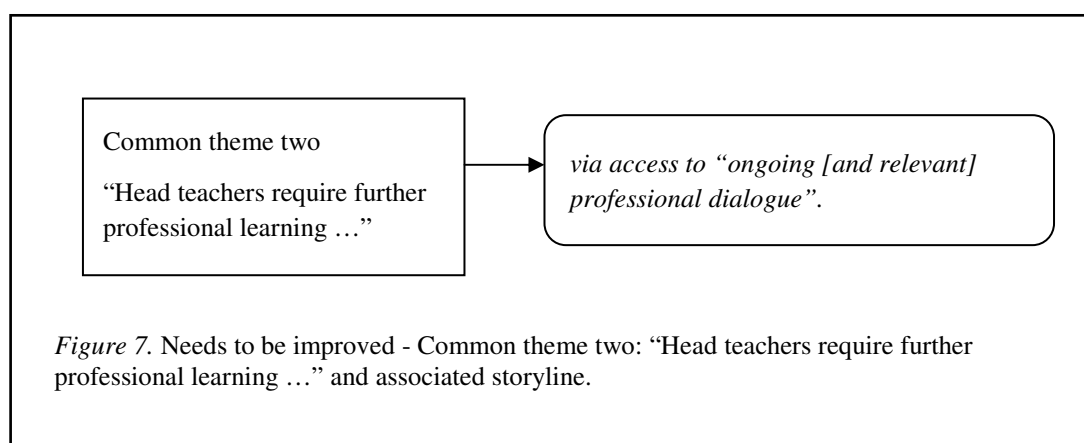 Common theme two
“Head teachers require further
professional learning …”
via access to “ongoing [and relevant]
professional dialogue”.
Figure 7. Needs to be improved - Common theme two: “Head teachers require further
professional learning …” and associated storyline.